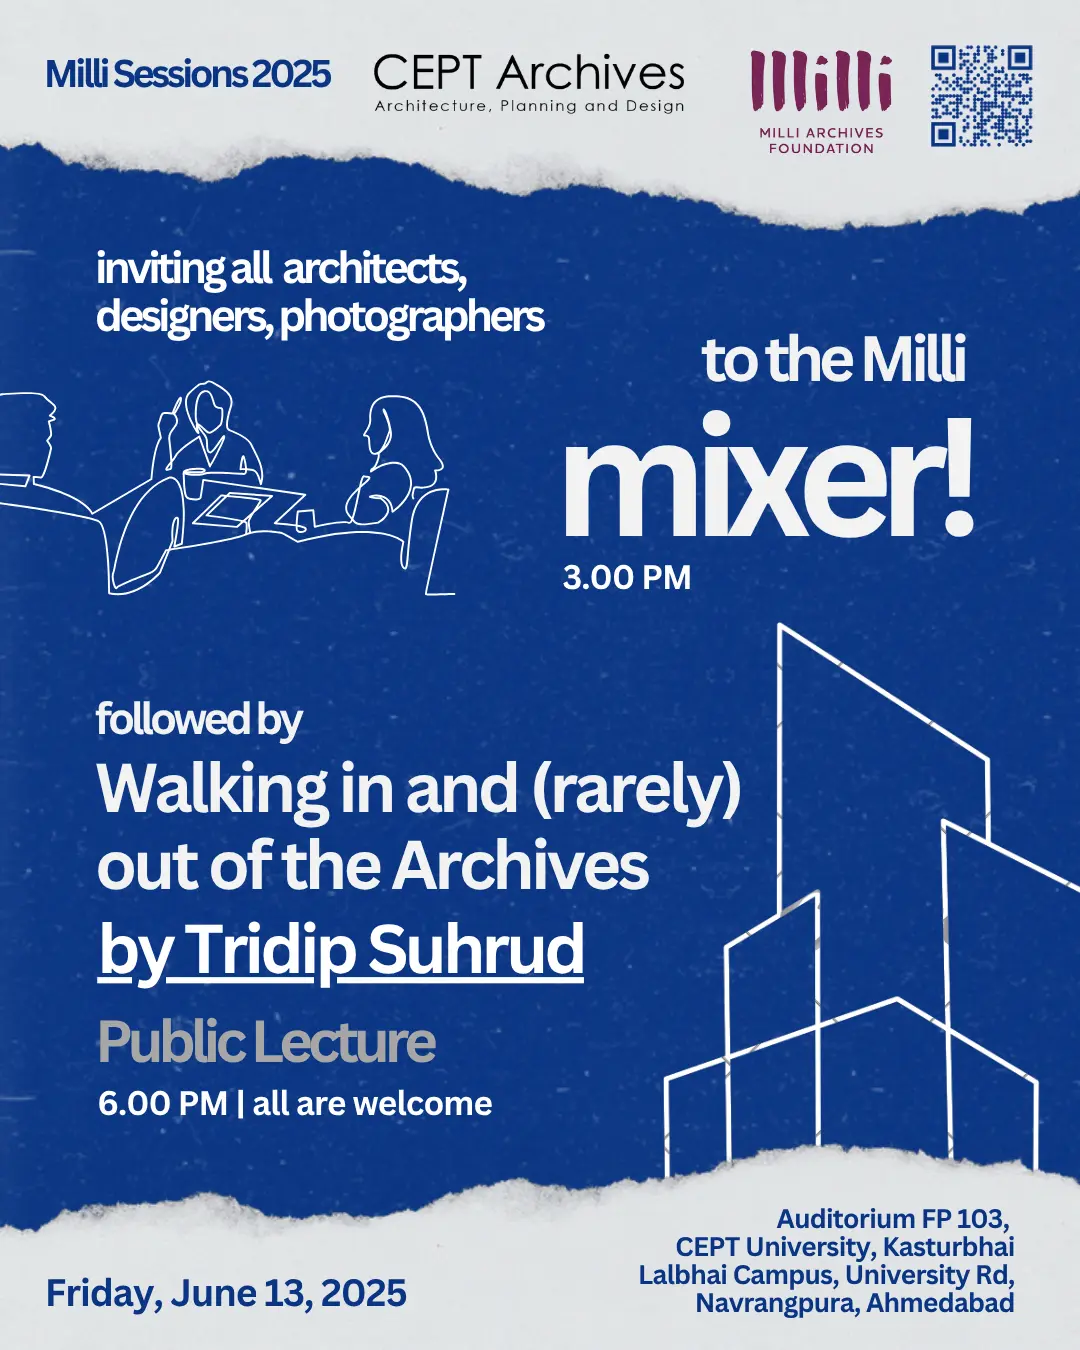 Milli Sessions 2025
CEPT Archives
Architecture, Planning and Design
milli
MILLI ARCHIVES
FOUNDATION
inviting all architects,
designers, photographers
to the Milli
mixer!
3.00 PM
followed by
Walking in and (rarely)
out of the Archives
by Tridip Suhrud
Public Lecture
6.00 PM | all are welcome
Friday, June 13, 2025
Auditorium FP 103,
CEPT University, Kasturbhai
Lalbhai Campus, University Rd,
Navrangpura, Ahmedabad